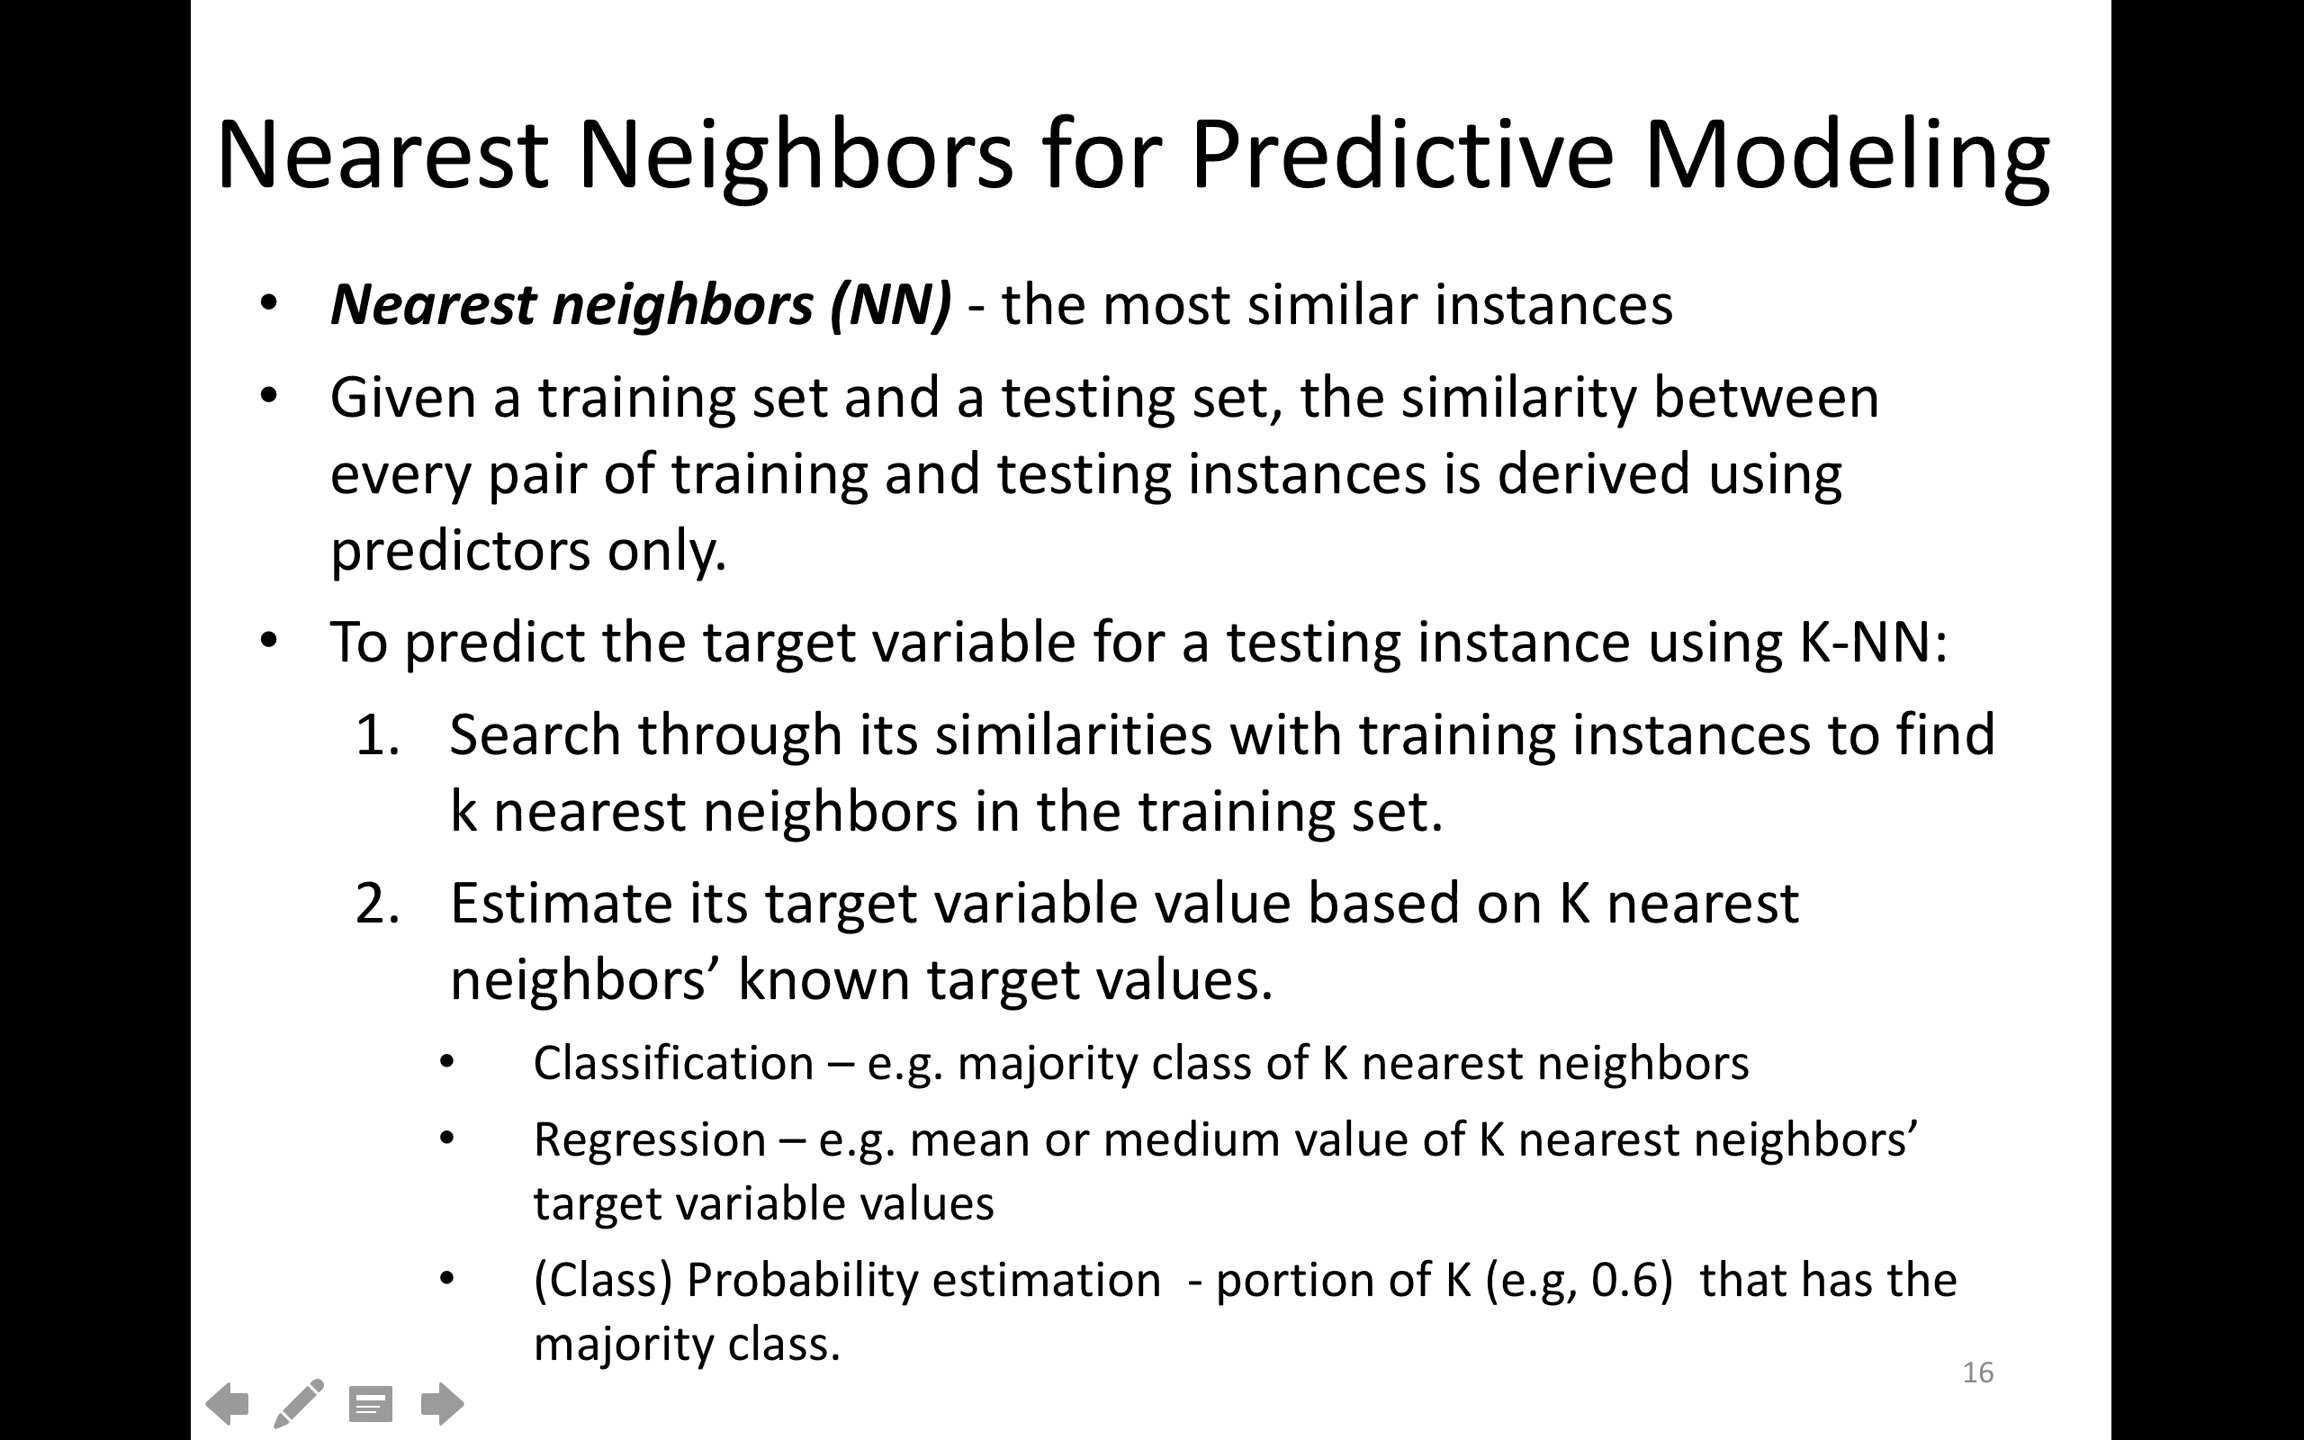 Nearest Neighbors for Predictive Modeling
• Nearest neighbors (NN) - the most similar instances
• Given a training set and a testing set, the similarity between
every pair of training and testing instances is derived using
predictors only.
• To predict the target variable for a testing instance using K-NN:
1. Search through its similarities with training instances to find
k nearest neighbors in the training set.
2. Estimate its target variable value based on K nearest
neighbors’ known target values.
• Classification – e.g. majority class of K nearest neighbors
• Regression – e.g. mean or medium value of K nearest neighbors’
target variable values
• (Class) Probability estimation - portion of K (e.g, 0.6) that has the
majority class.
16